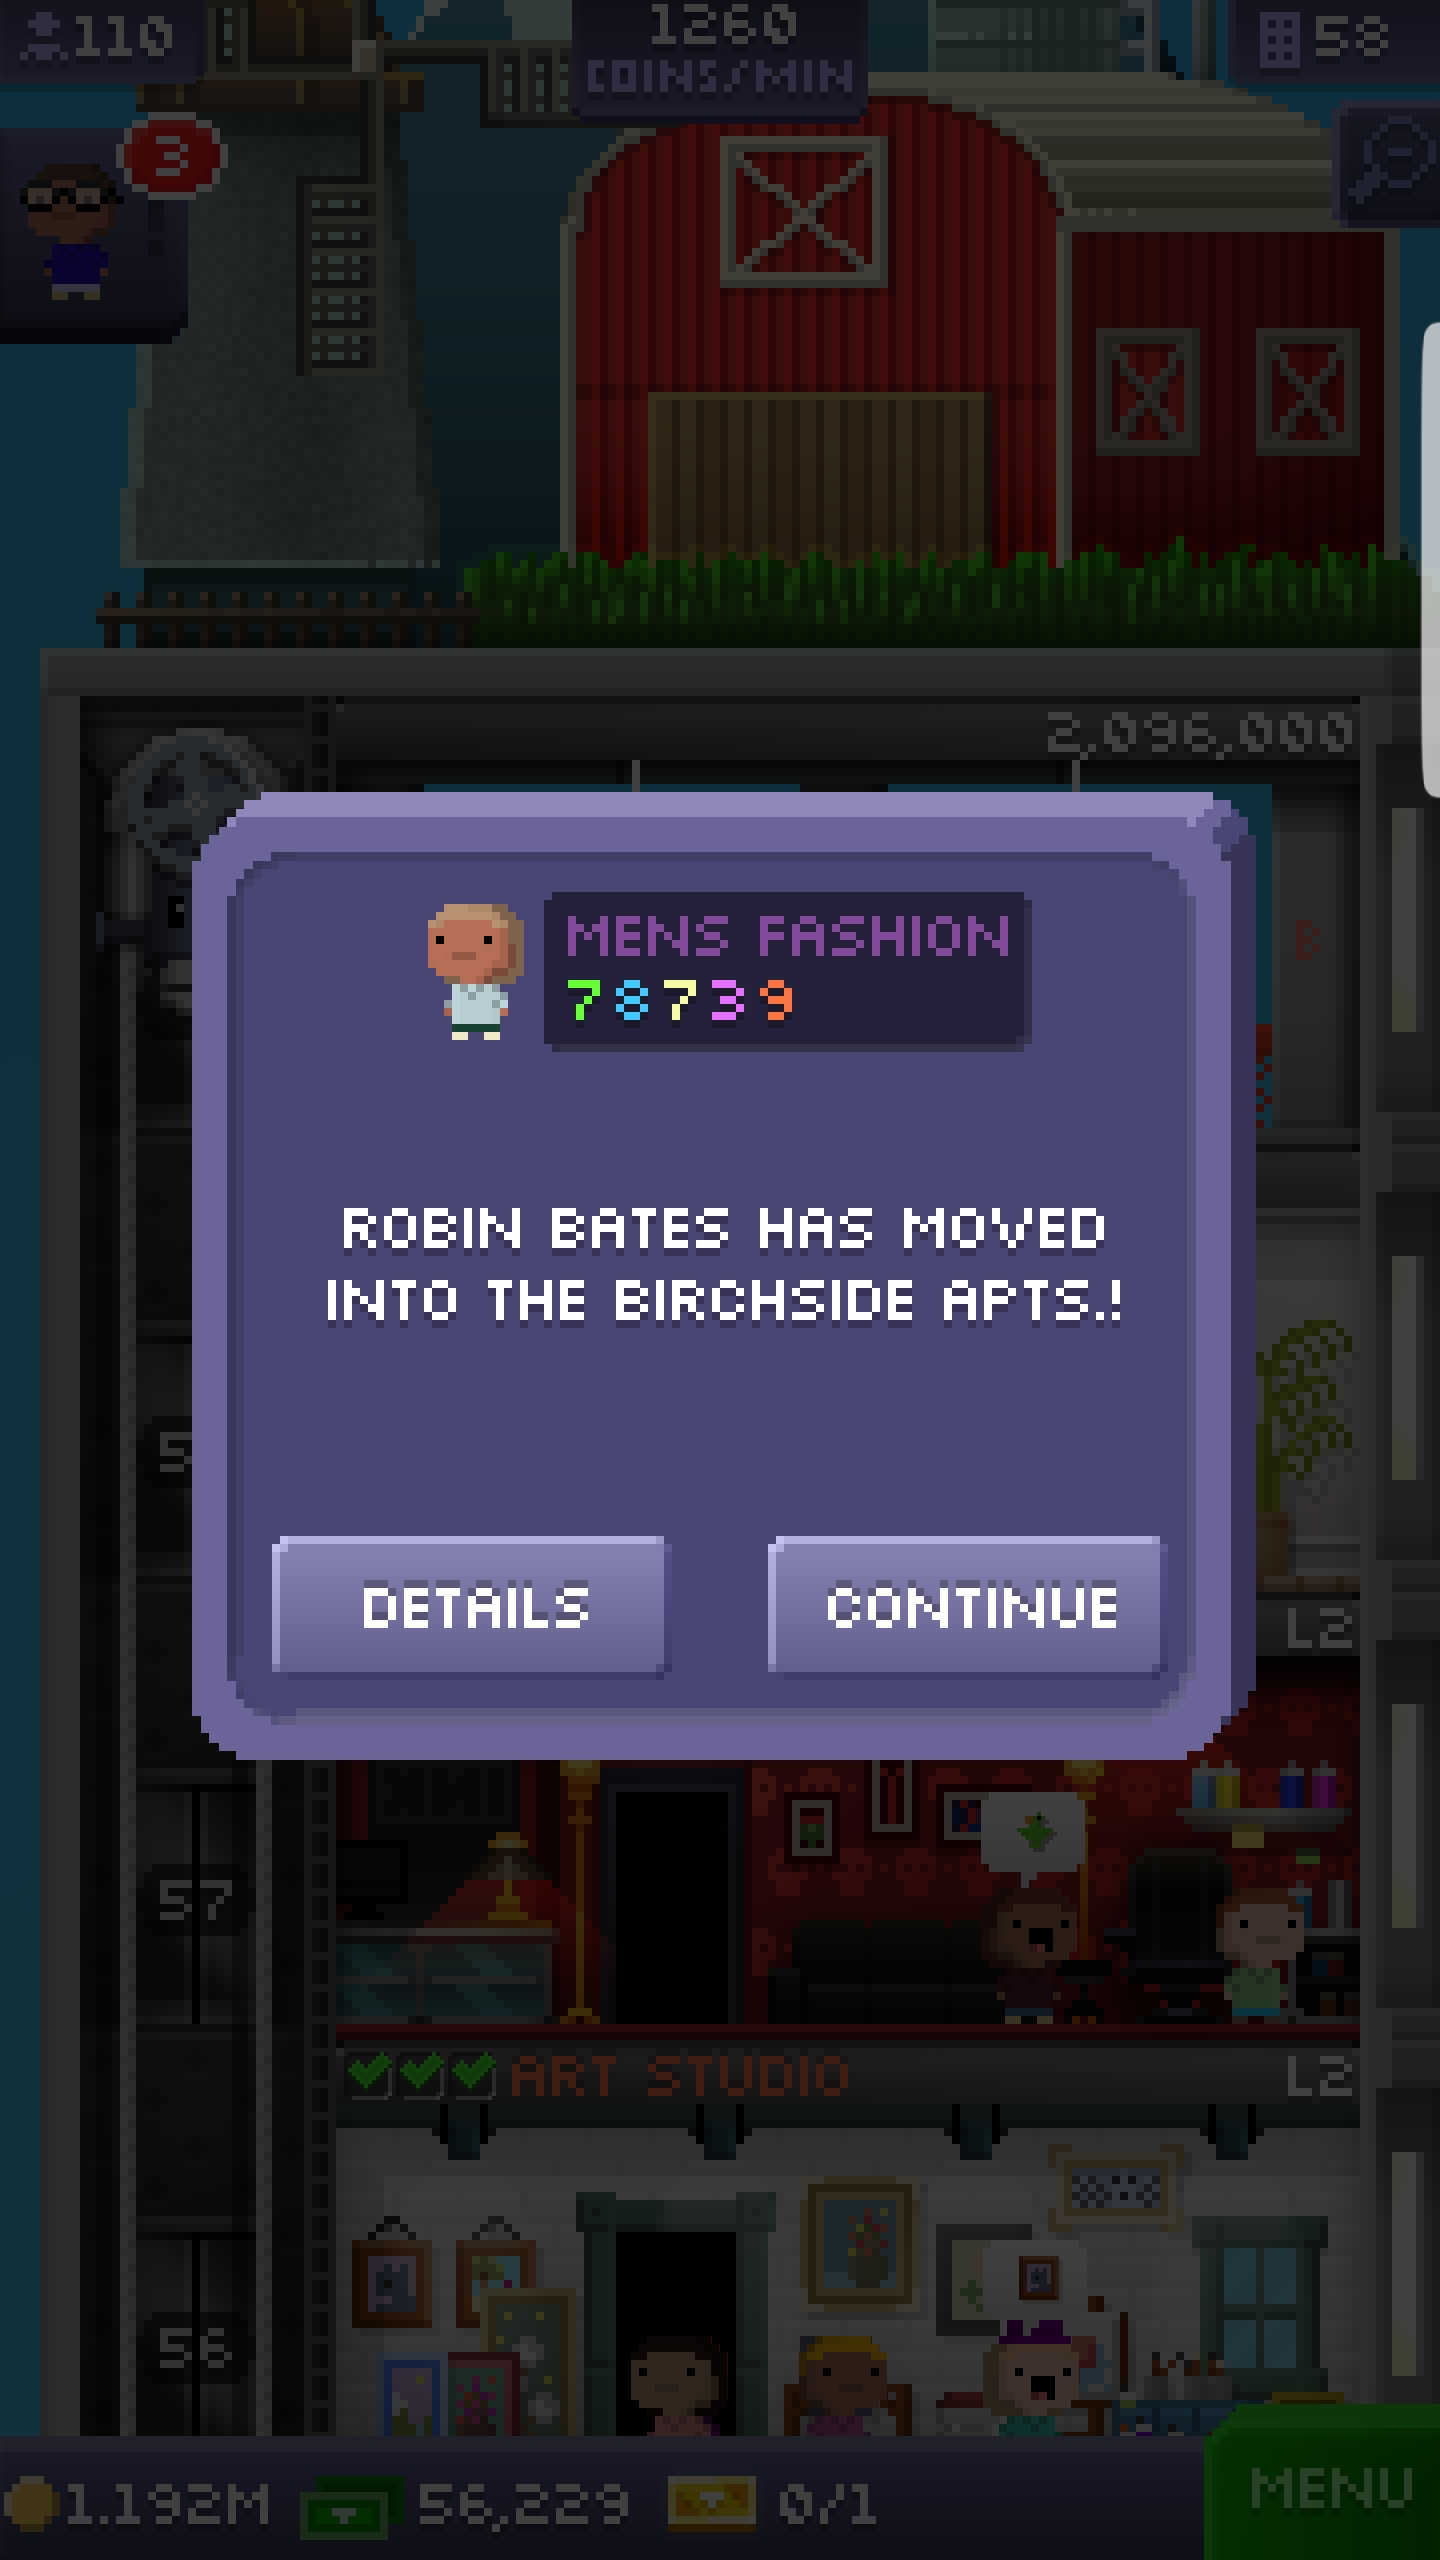 110
1260
COINS/MIN
58
3
2,096,000
B
MENS FASHION
78739
ROBIN BATES HAS MOVED
INTO THE BIRCHSIDE APTS.!
DETAILS
CONTINUE
L2
57
ART STUDIO
L2
56
1.192M
56,229
0/1
MENU